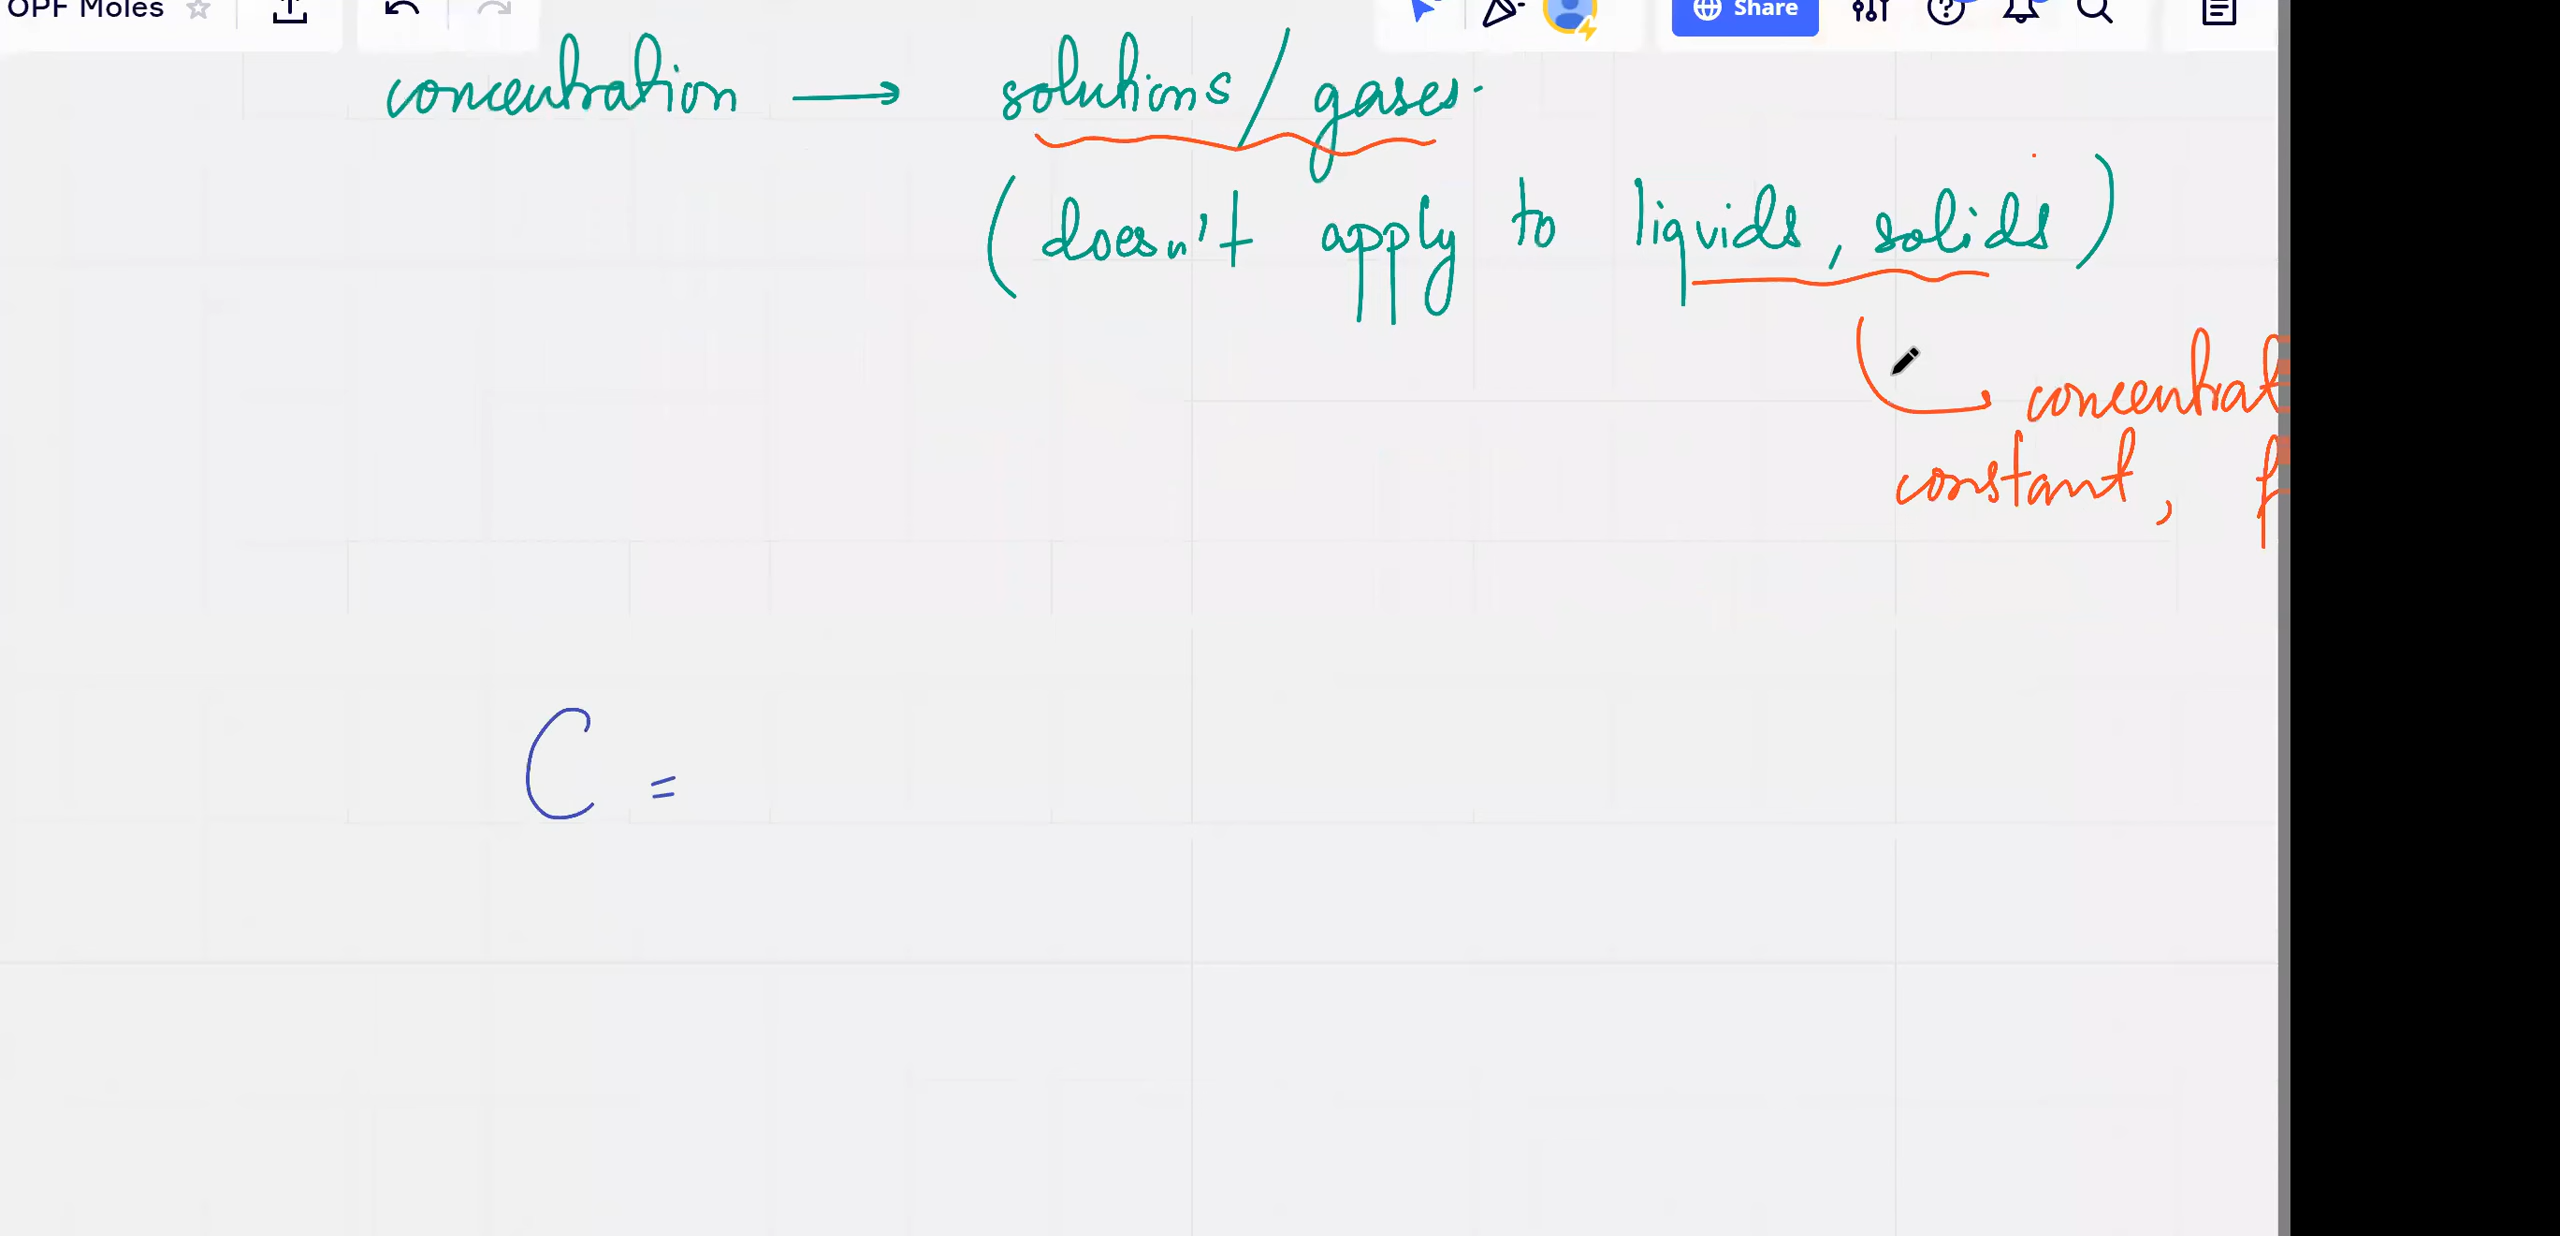 OPF Moles
Share
concentration → solutions/gases.
(doesn't apply to liquids, solids)
concentrat
constant, f
C =